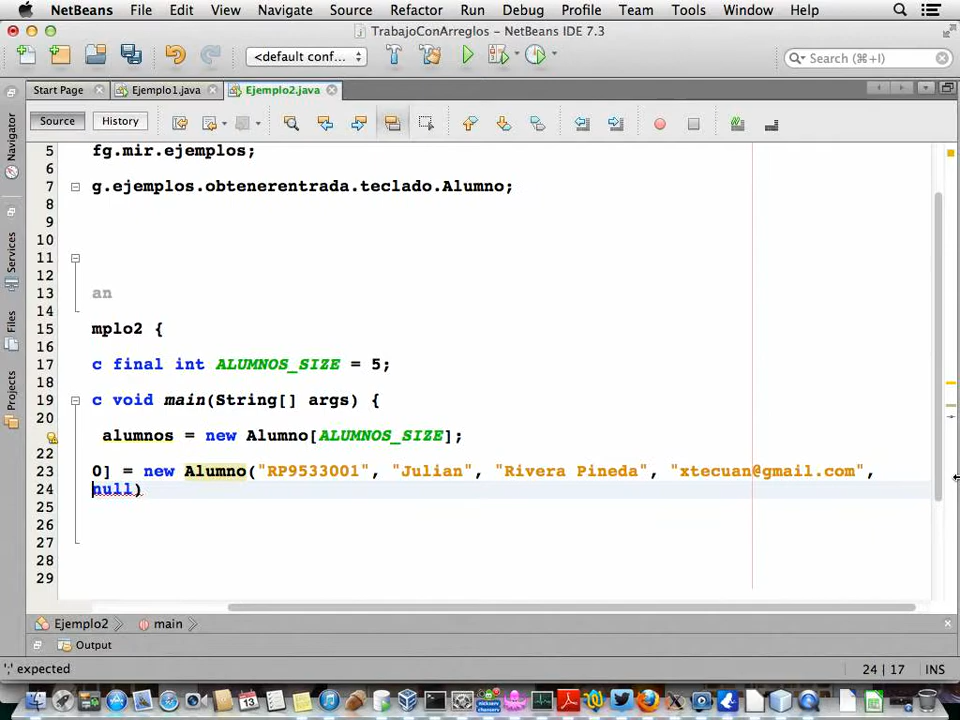 NetBeans File Edit View Navigate Source Refactor Run Debug Profile Team Tools Window Help
TrabajoConArreglos - NetBeans IDE 7.3
<default conf...
Search (⌘+I)
Start Page Ejemplo1.java Ejemplo2.java
Source History
Navigator
Services
Files
Projects
5 fg.mir.ejemplos;
6
7 g.ejemplos.obtenerentrada.teclado.Alumno;
8
9
10
11
12
13 an
14
15 mplo2 {
16
17 c final int ALUMNOS_SIZE = 5;
18
19 c void main(String[] args) {
20
alumnos = new Alumno[ALUMNOS_SIZE];
22
23 0] = new Alumno("RP9533001", "Julian", "Rivera Pineda", "xtecuan@gmail.com",
24 null)
25
26
27
28
29
Ejemplo2 main
Output
';' expected
24 | 17 INS